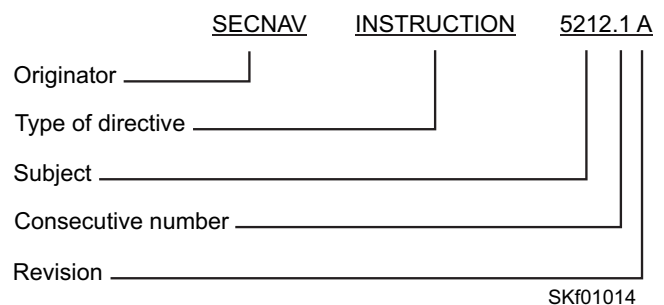 SECNAV INSTRUCTION 5212.1 A
Originator
Type of directive
Subject
Consecutive number
Revision
SKf01014